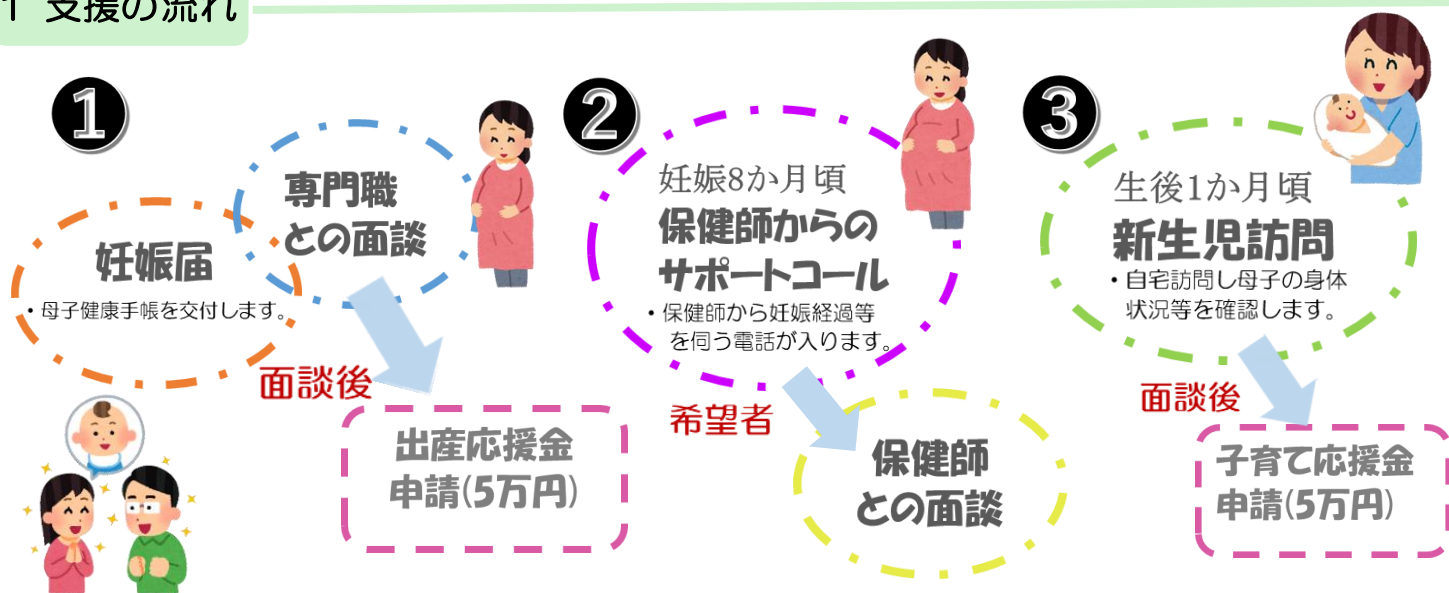 1 支援の流れ
1
妊娠届
・母子健康手帳を交付します。
専門職
との面談
面談後
出産応援金
申請(5万円)
2
妊娠8か月頃
保健師からの
サポートコール
・保健師から妊娠経過等
を伺う電話が入ります。
希望者
保健師
との面談
3
生後1か月頃
新生児訪問
・自宅訪問し母子の身体
状況等を確認します。
面談後
子育て応援金
申請(5万円)